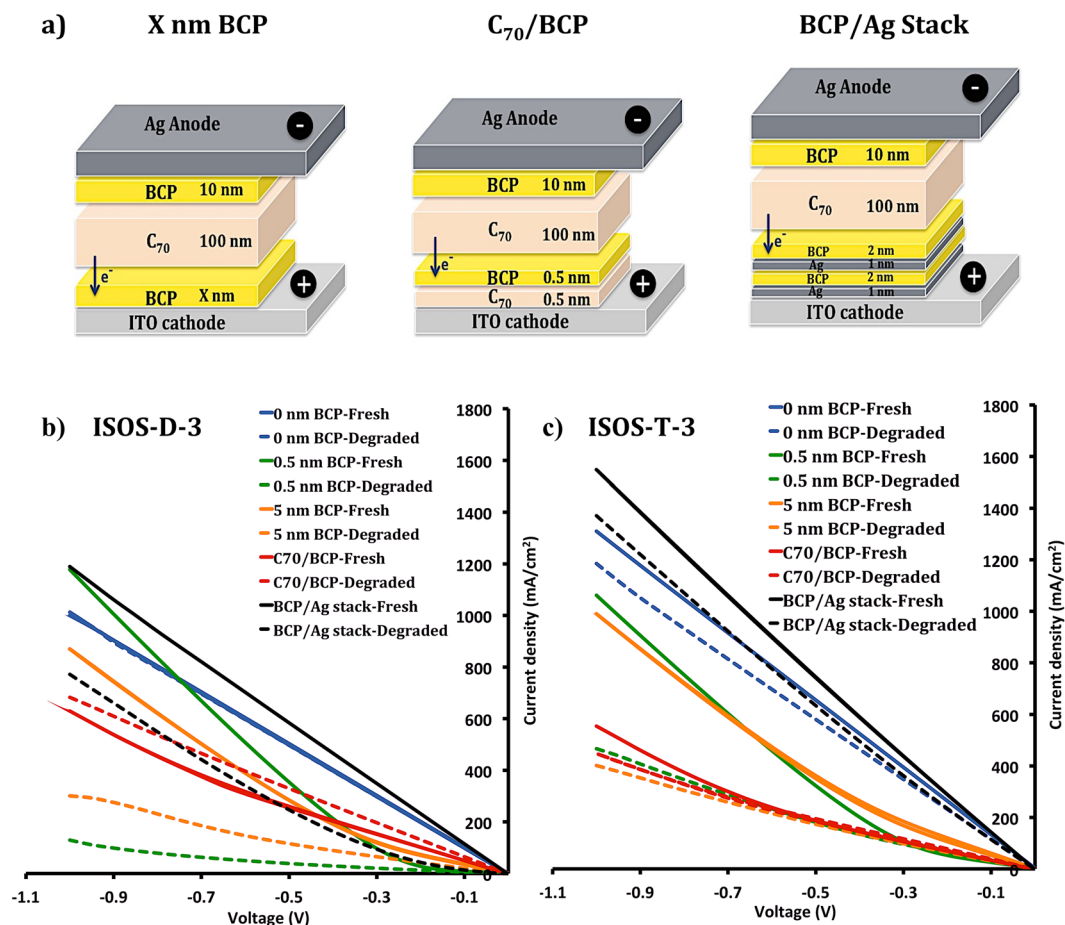 a)
X nm BCP
C₇₀/BCP
BCP/Ag Stack
Ag Anode
-
BCP 10 nm
C₇₀ 100 nm
e⁻
BCP X nm
+
ITO cathode
Ag Anode
-
BCP 10 nm
C₇₀ 100 nm
e⁻
BCP 0.5 nm
C₇₀ 0.5 nm
+
ITO cathode
Ag Anode
-
BCP 10 nm
C₇₀ 100 nm
e⁻
BCP 2 nm
Ag 1 nm
BCP 2 nm
Ag 1 nm
+
ITO cathode
b) ISOS-D-3
0 nm BCP-Fresh
0 nm BCP-Degraded
0.5 nm BCP-Fresh
0.5 nm BCP-Degraded
5 nm BCP-Fresh
5 nm BCP-Degraded
C70/BCP-Fresh
C70/BCP-Degraded
BCP/Ag stack-Fresh
BCP/Ag stack-Degraded
1800
1600
1400
1200
1000
800
600
400
200
0
Current density (mA/cm²)
-1.1 -0.9 -0.7 -0.5 -0.3 -0.1
Voltage (V)
c) ISOS-T-3
0 nm BCP-Fresh
0 nm BCP-Degraded
0.5 nm BCP-Fresh
0.5 nm BCP-Degraded
5 nm BCP-Fresh
5 nm BCP-Degraded
C70/BCP-Fresh
C70/BCP-Degraded
BCP/Ag stack-Fresh
BCP/Ag stack-Degraded
1800
1600
1400
1200
1000
800
600
400
200
0
Current density (mA/cm²)
-1.1 -0.9 -0.7 -0.5 -0.3 -0.1
Voltage (V)